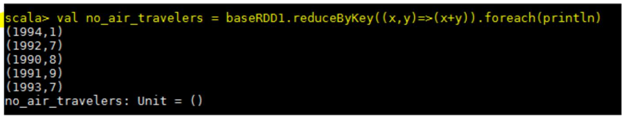 scala> val no_air_travelers = baseRDD1.reduceByKey((x,y)=>(x+y)).foreach(println)
(1994,1)
(1992,7)
(1990,8)
(1991,9)
(1993,7)
no_air_travelers: Unit = ()